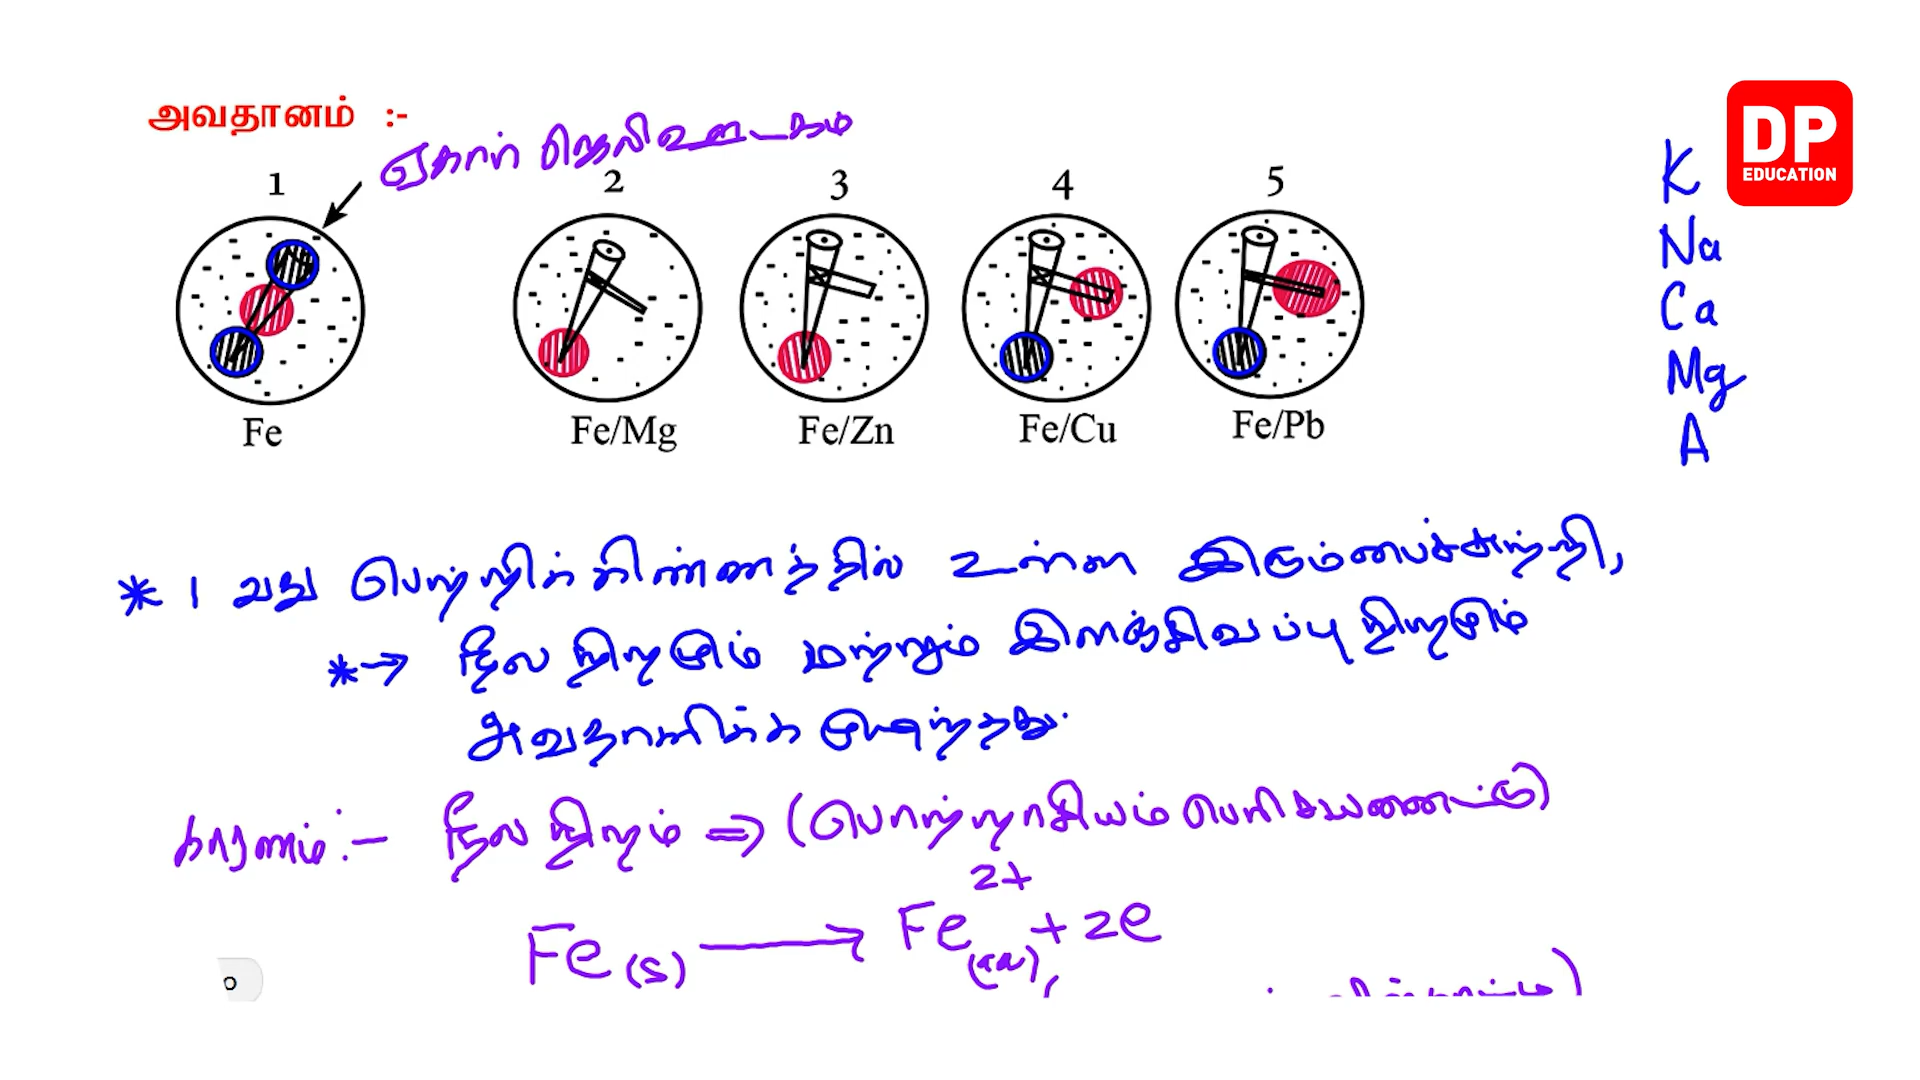 அவதானம் :-
ஏகார் ஜெலி ஊடகம்
1 2 3 4 5
Fe Fe/Mg Fe/Zn Fe/Cu Fe/Pb
DP
EDUCATION
K
Na
Ca
Mg
A
* 1 வது பெற்றிக்கிண்ணத்தில் உள்ள இரும்பைச்சுற்றி,
* → நீல நிறமும் மற்றும் இளஞ்சிவப்பு நிறமும்
அவதானிக்க முடிந்தது.
காரணம் :- நீல நிறம் ⇒ (பொற்றாசியம் பெரிசயனைட்டு)
Fe(s) ⟶ Fe²⁺(aq) + 2e